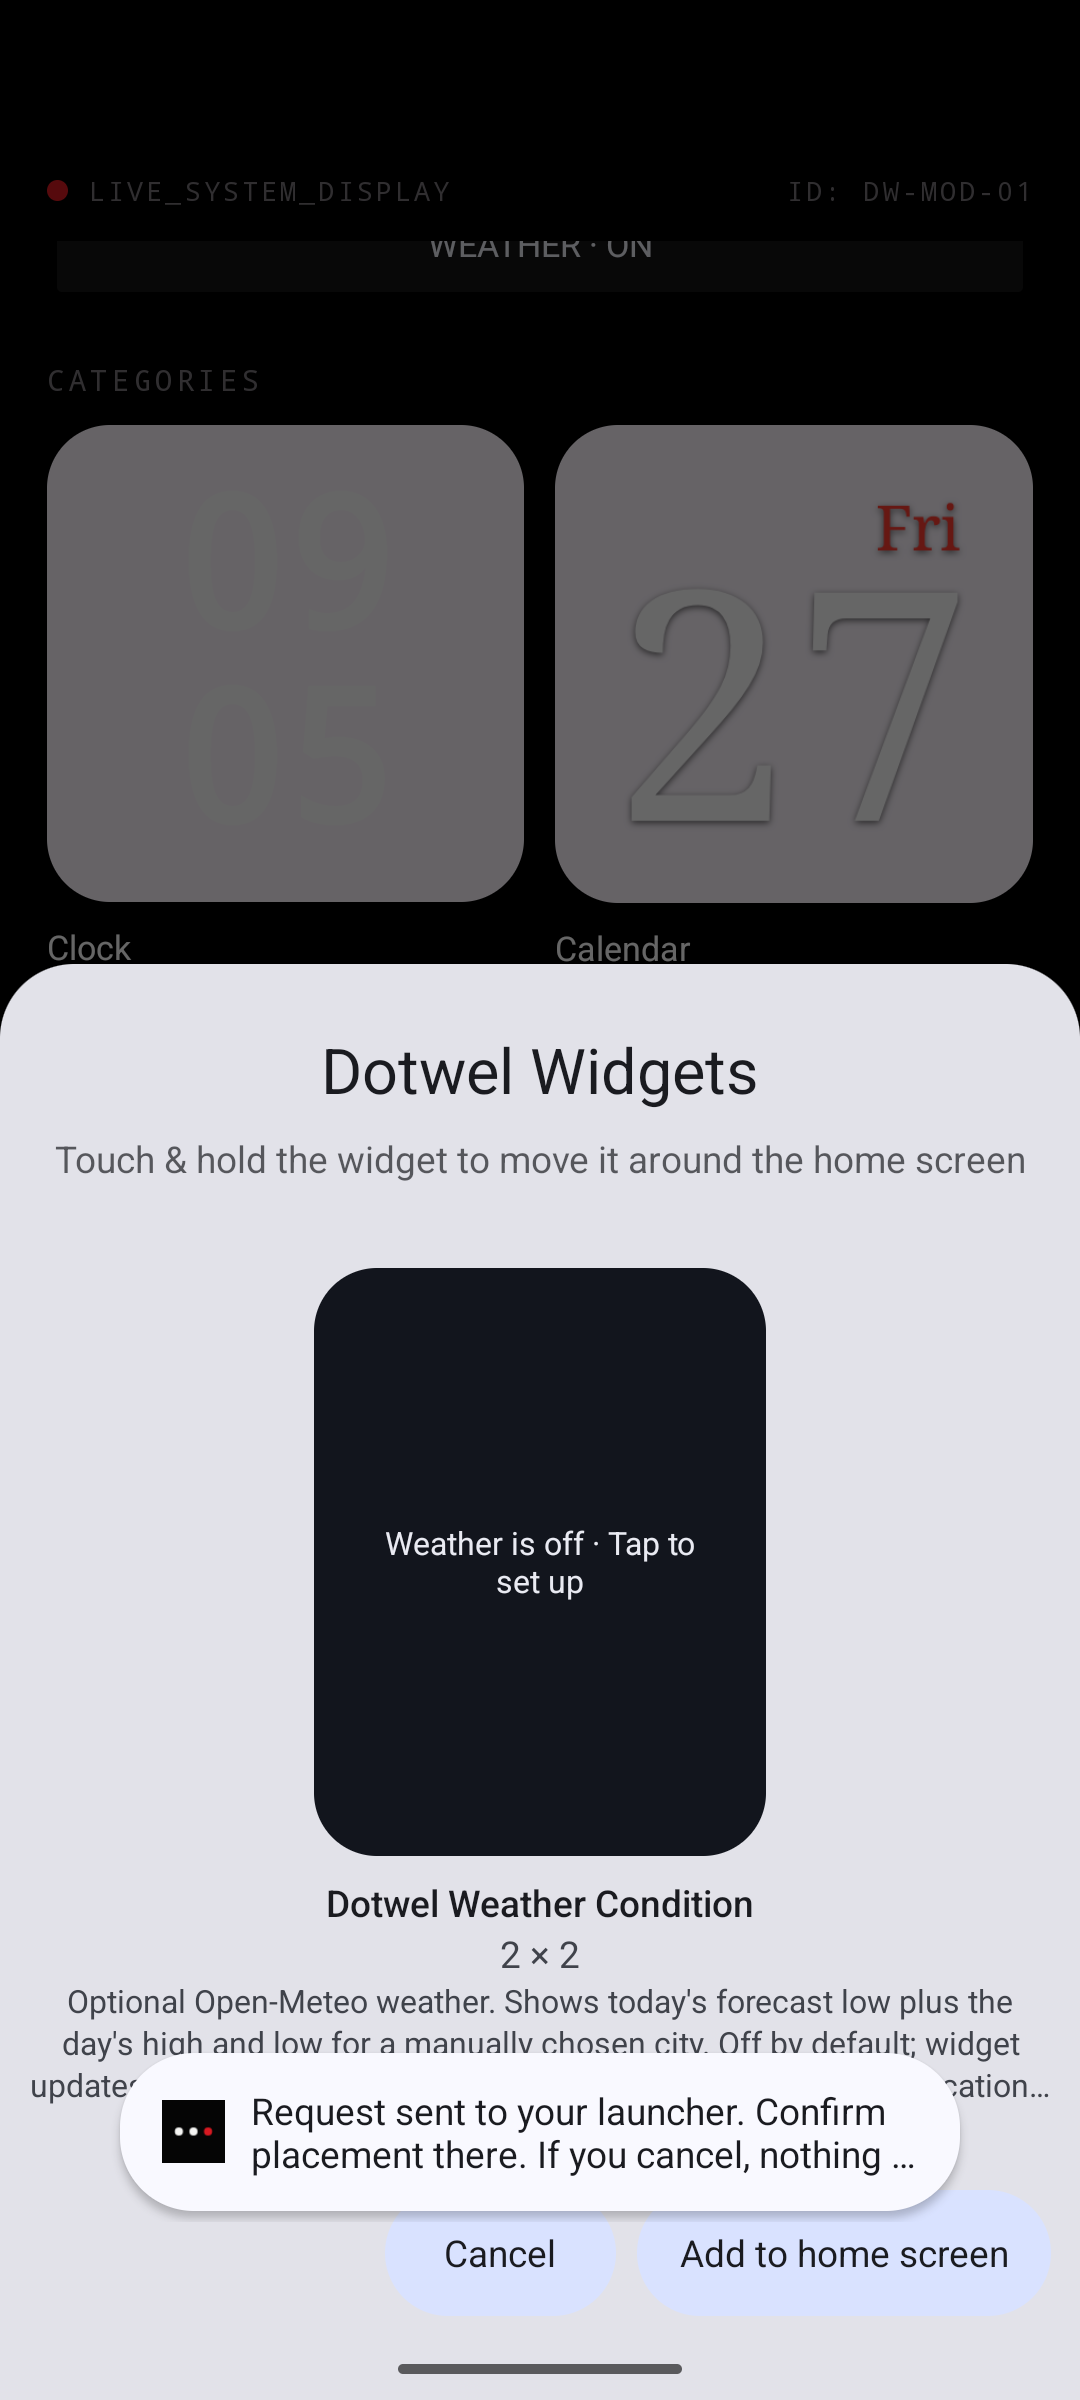 LIVE_SYSTEM_DISPLAY
ID: DW-MOD-01
WEATHER · ON
CATEGORIES
09
05
Fri
27
Clock
Calendar
Dotwel Widgets
Touch & hold the widget to move it around the home screen
Weather is off · Tap to
set up
Dotwel Weather Condition
2 × 2
Optional Open-Meteo weather. Shows today's forecast low plus the
day's high and low for a manually chosen city. Off by default; widget
Request sent to your launcher. Confirm
placement there. If you cancel, nothing …
Cancel
Add to home screen